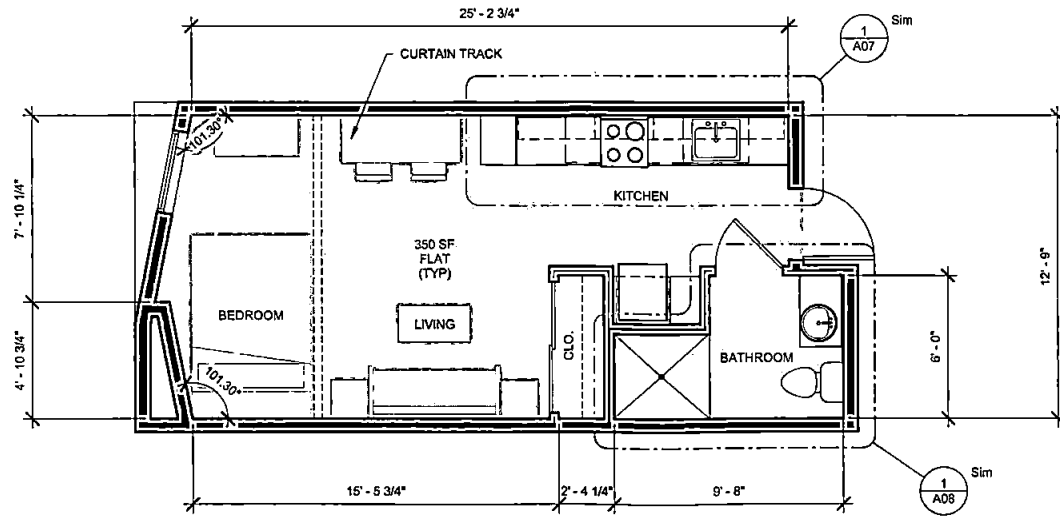 25' - 2 3/4"
1
A07
Sim
CURTAIN TRACK
101.30°
7' - 10 1/4"
KITCHEN
350 SF
FLAT
(TYP)
12' - 9"
BEDROOM
LIVING
CLO.
BATHROOM
6' - 0"
4' - 10 3/4"
101.30°
15' - 5 3/4"
2' - 4 1/4"
9' - 8"
1
A08
Sim